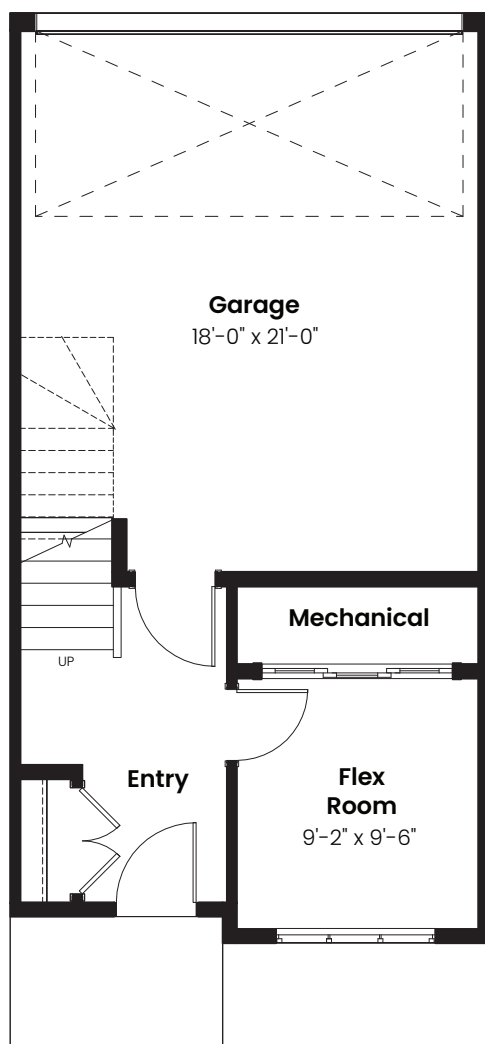 Garage
18'-0" x 21'-0"
Mechanical
UP
Entry
Flex
Room
9'-2" x 9'-6"